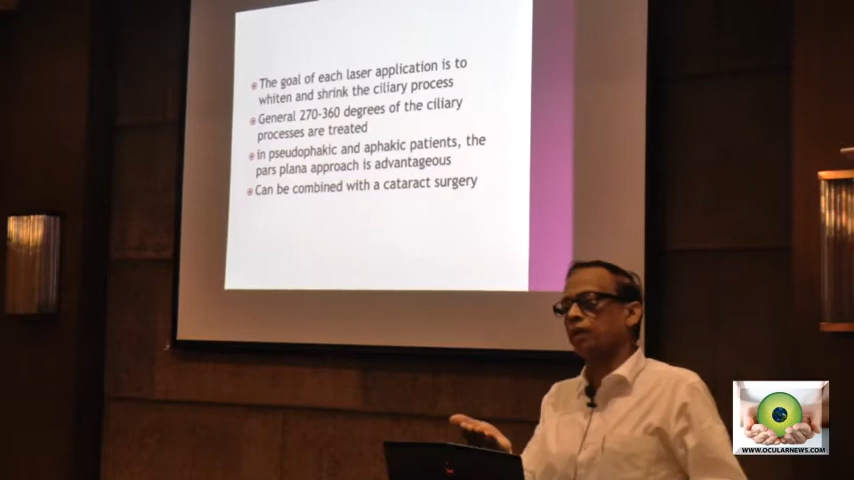 The goal of each laser application is to
whiten and shrink the ciliary process
General 270-360 degrees of the ciliary
processes are treated
in pseudophakic and aphakic patients, the
pars plana approach is advantageous
Can be combined with a cataract surgery
WWW.OCULARNEWS.COM